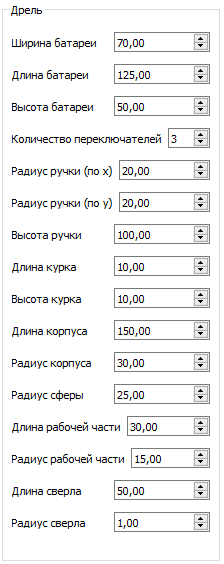 Дрель
Ширина батареи 70,00
Длина батареи 125,00
Высота батареи 50,00
Количество переключателей 3
Радиус ручки (по x) 20,00
Радиус ручки (по y) 20,00
Высота ручки 100,00
Длина курка 10,00
Высота курка 10,00
Длина корпуса 150,00
Радиус корпуса 30,00
Радиус сферы 25,00
Длина рабочей части 30,00
Радиус рабочей части 15,00
Длина сверла 50,00
Радиус сверла 1,00